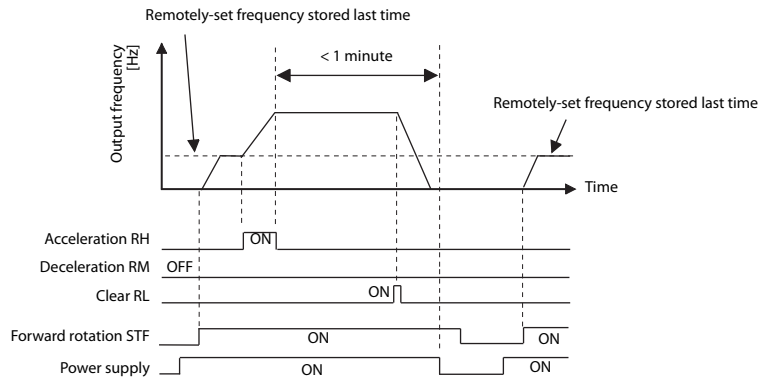 Remotely-set frequency stored last time
Output frequency
[Hz]
< 1 minute
Remotely-set frequency stored last time
Time
Acceleration RH
ON
Deceleration RM
OFF
Clear RL
ON
Forward rotation STF
ON
ON
Power supply
ON
ON